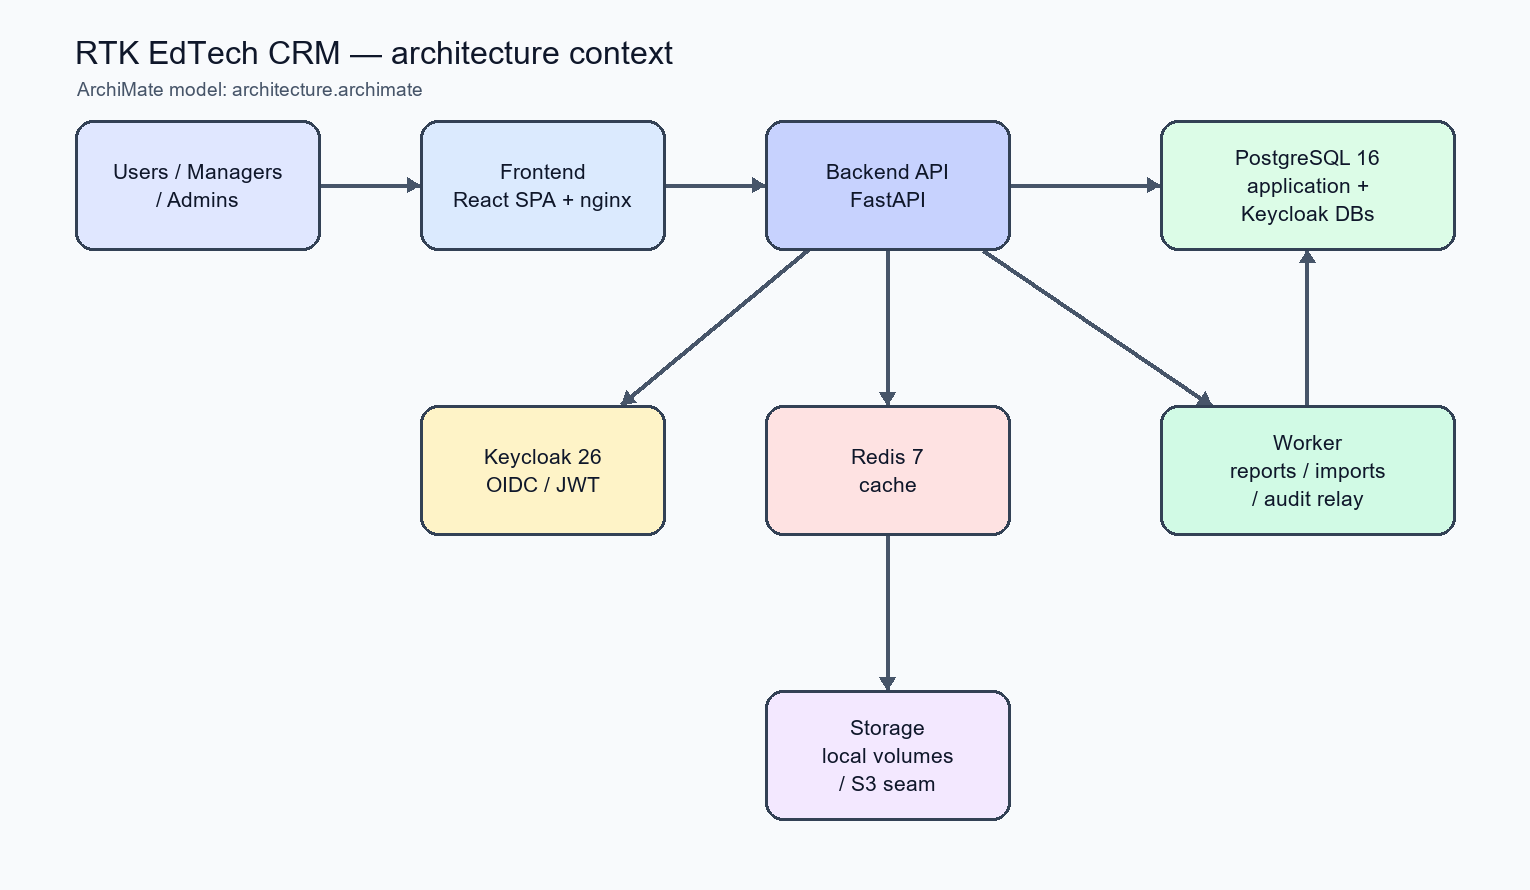 RTK EdTech CRM — architecture context
ArchiMate model: architecture.archimate
Users / Managers
/ Admins
Frontend
React SPA + nginx
Backend API
FastAPI
PostgreSQL 16
application +
Keycloak DBs
Keycloak 26
OIDC / JWT
Redis 7
cache
Worker
reports / imports
/ audit relay
Storage
local volumes
/ S3 seam